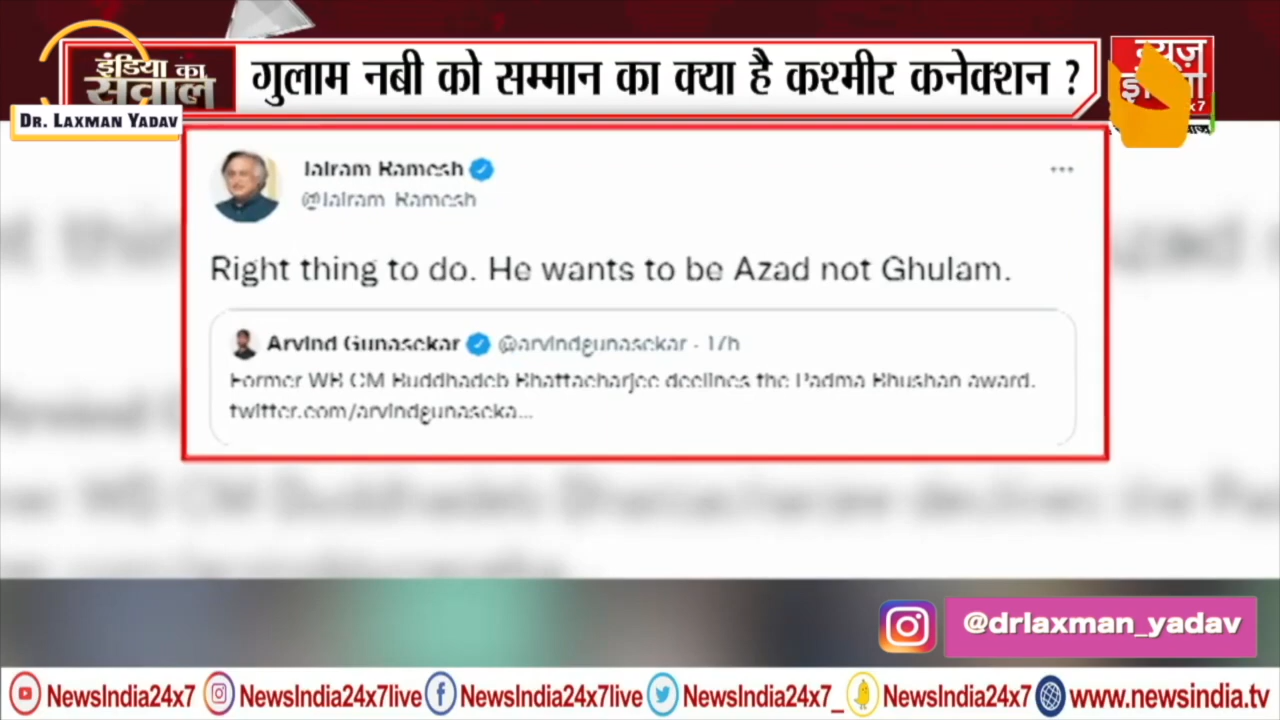 इंडिया का
सवाल
गुलाम नबी को सम्मान का क्या है कश्मीर कनेक्शन ?
न्यूज़
DR. LAXMAN YADAV
Jairam Ramesh
@Jairam_Ramesh
Right thing to do. He wants to be Azad not Ghulam.
Arvind Gunasekar @arvindgunasekar · 17h
Former WB CM Buddhadeb Bhattacharjee declines the Padma Bhushan award.
twitter.com/arvindgunaseka...
@drlaxman_yadav
NewsIndia24x7 NewsIndia24x7live NewsIndia24x7live NewsIndia24x7_ NewsIndia24x7 www.newsindia.tv